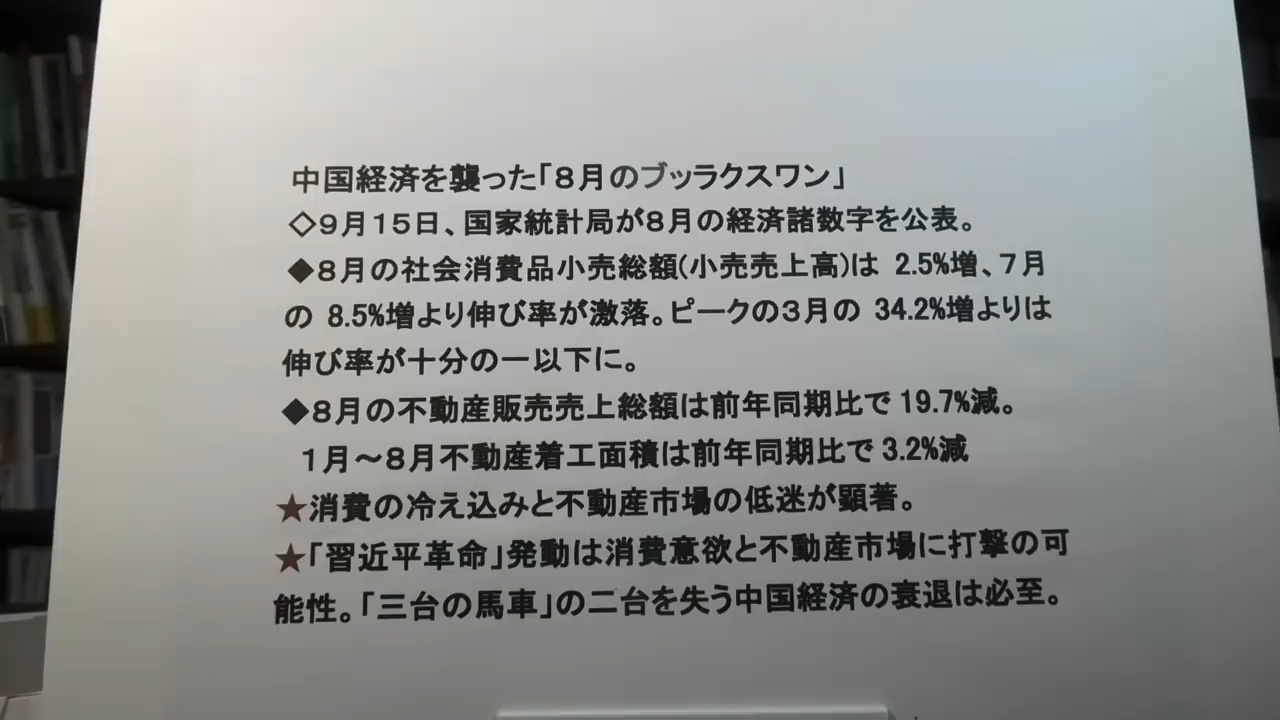 中国経済を襲った「８月のブッラクスワン」
◇９月１５日、国家統計局が８月の経済諸数字を公表。
◆８月の社会消費品小売総額(小売売上高)は 2.5%増、７月
の 8.5%増より伸び率が激落。ピークの３月の 34.2%増よりは
伸び率が十分の一以下に。
◆８月の不動産販売売上総額は前年同期比で 19.7%減。
１月～８月不動産着工面積は前年同期比で 3.2%減
★消費の冷え込みと不動産市場の低迷が顕著。
★「習近平革命」発動は消費意欲と不動産市場に打撃の可
能性。「三台の馬車」の二台を失う中国経済の衰退は必至。